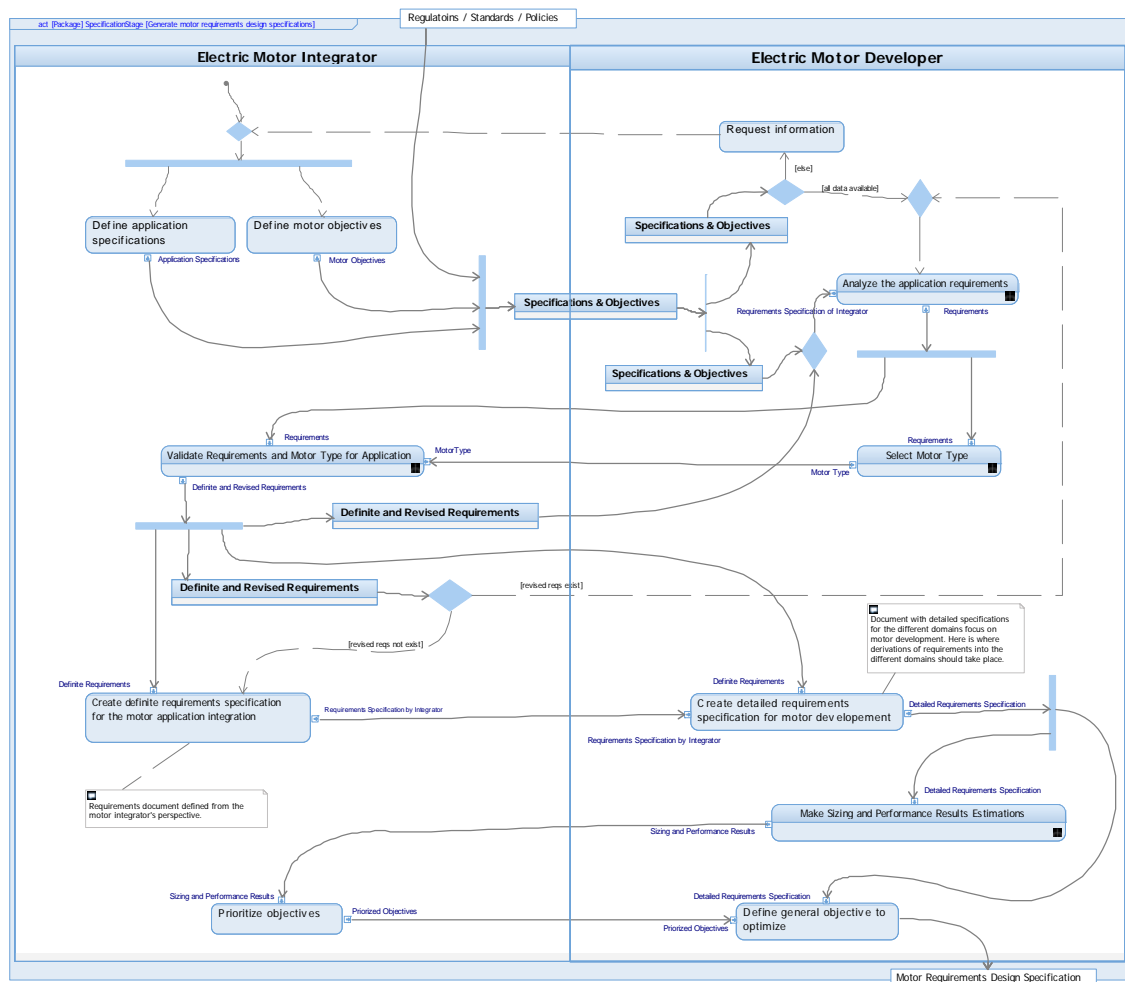 Regulatoins / Standards / Policies
act [Package] SpecificationStage [Generate motor requirements design specifications]
Electric Motor Integrator
Electric Motor Developer
Request information
[else]
[all data available]
Define application
specifications
Define motor objectives
Specifications & Objectives
Application Specifications
Motor Objectives
Analyze the application requirements
Specifications & Objectives
Requirements Specification of Integrator
Requirements
Specifications & Objectives
Requirements
Requirements
Validate Requirements and Motor Type for Application
MotorType
Select Motor Type
Motor Type
Definite and Revised Requirements
Definite and Revised Requirements
Definite and Revised Requirements
[revised reqs exist]
Document with detailed specifications
for the different domains focus on
motor development. Here is where
derivations of requirements into the
different domains should take place.
[revised reqs not exist]
Definite Requirements
Definite Requirements
Create definite requirements specification
for the motor application integration
Requirements Specification by Integrator
Create detailed requirements
specification for motor developement
Detailed Requirements Specification
Requirements Specification by Integrator
Requirements document defined from the
motor integrator's perspective.
Detailed Requirements Specification
Make Sizing and Performance Results Estimations
Sizing and Performance Results
Sizing and Performance Results
Detailed Requirements Specification
Prioritize objectives
Priorized Objectives
Define general objective to
optimize
Priorized Objectives
Motor Requirements Design Specification